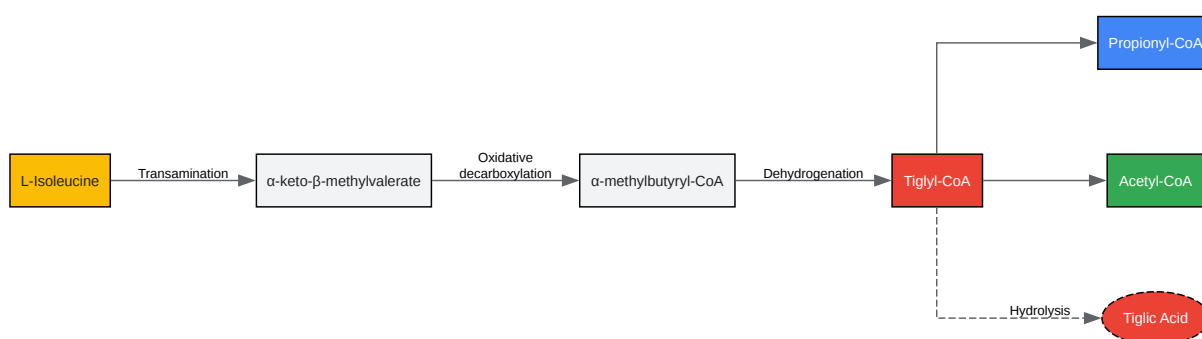 Propionyl-CoA
L-Isoleucine
Transamination
α-keto-β-methylvalerate
Oxidative
decarboxylation
α-methylbutyryl-CoA
Dehydrogenation
Tiglyl-CoA
Acetyl-CoA
Hydrolysis
Tiglic Acid